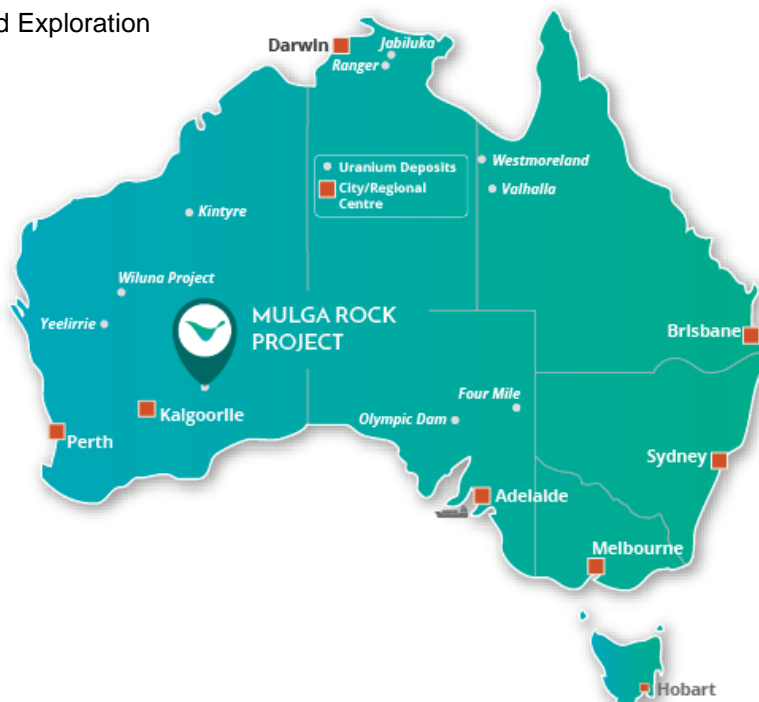 d Exploration
Darwin
Jabiluka
Ranger
Uranium Deposits
City/Regional
Centre
Westmoreland
Valhalla
Kintyre
Wiluna Project
Yeelirrie
MULGA ROCK
PROJECT
Brisbane
Four Mile
Kalgoorlie
Olympic Dam
Perth
Sydney
Adelaide
Melbourne
Hobart